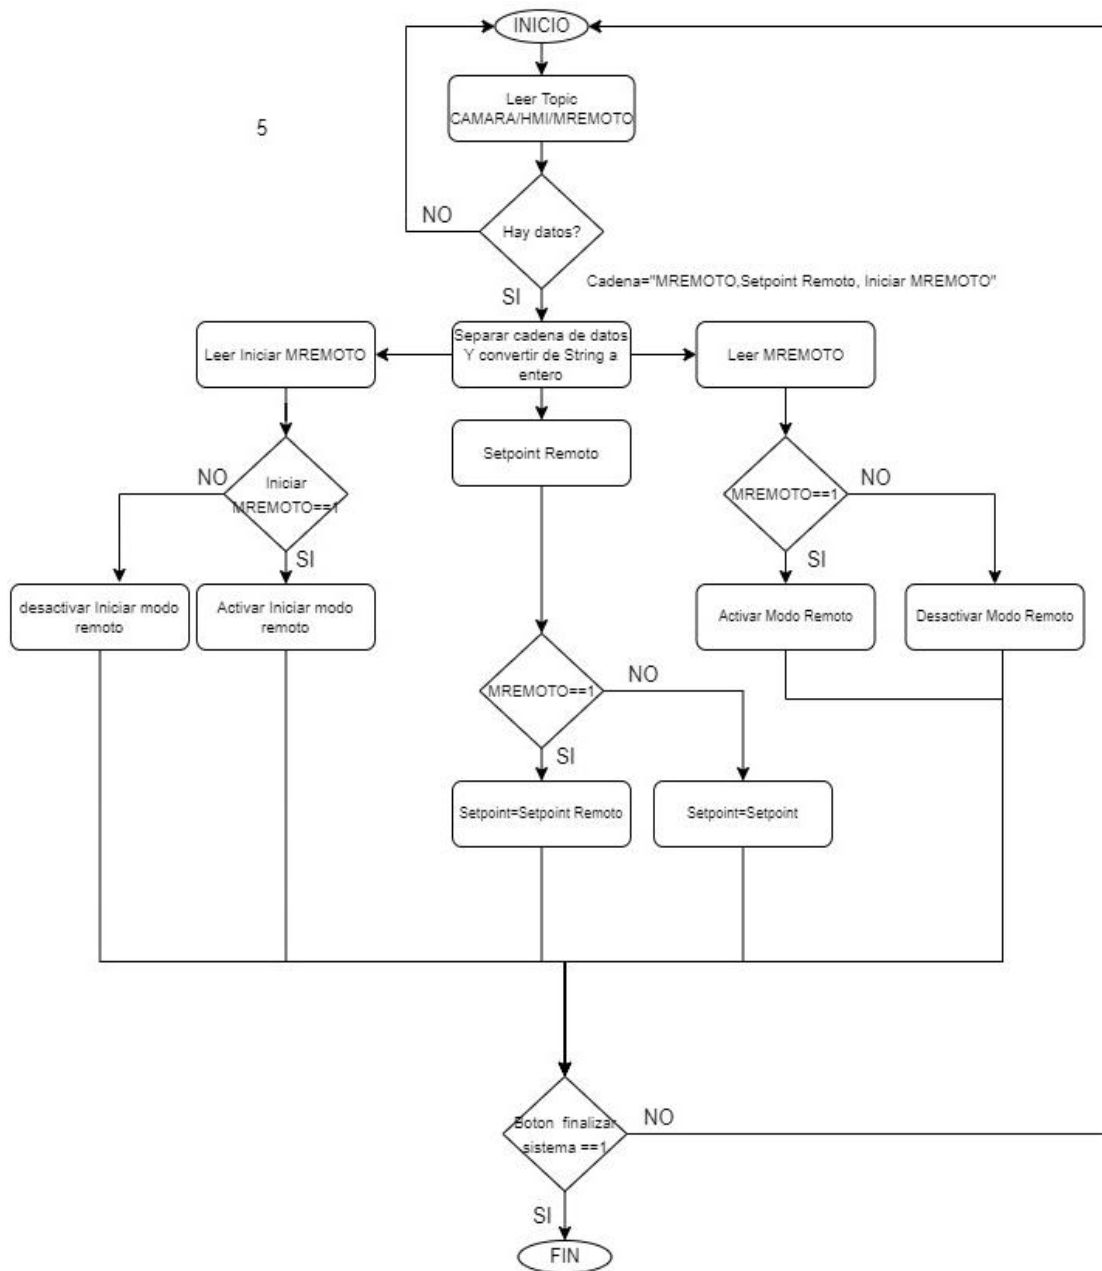 INICIO
Leer Topic
CAMARA/HMI/MREMOTO
5
NO
Hay datos?
SI
Cadena="MREMOTO,Setpoint Remoto, Iniciar MREMOTO"
Leer Iniciar MREMOTO
Separar cadena de datos
Y convertir de String a
entero
Leer MREMOTO
Setpoint Remoto
NO
Iniciar
MREMOTO==1
SI
MREMOTO==1
NO
SI
desactivar Iniciar modo
remoto
Activar Iniciar modo
remoto
Activar Modo Remoto
Desactivar Modo Remoto
MREMOTO==1
NO
SI
Setpoint=Setpoint Remoto
Setpoint=Setpoint
Boton finalizar
sistema ==1
NO
SI
FIN